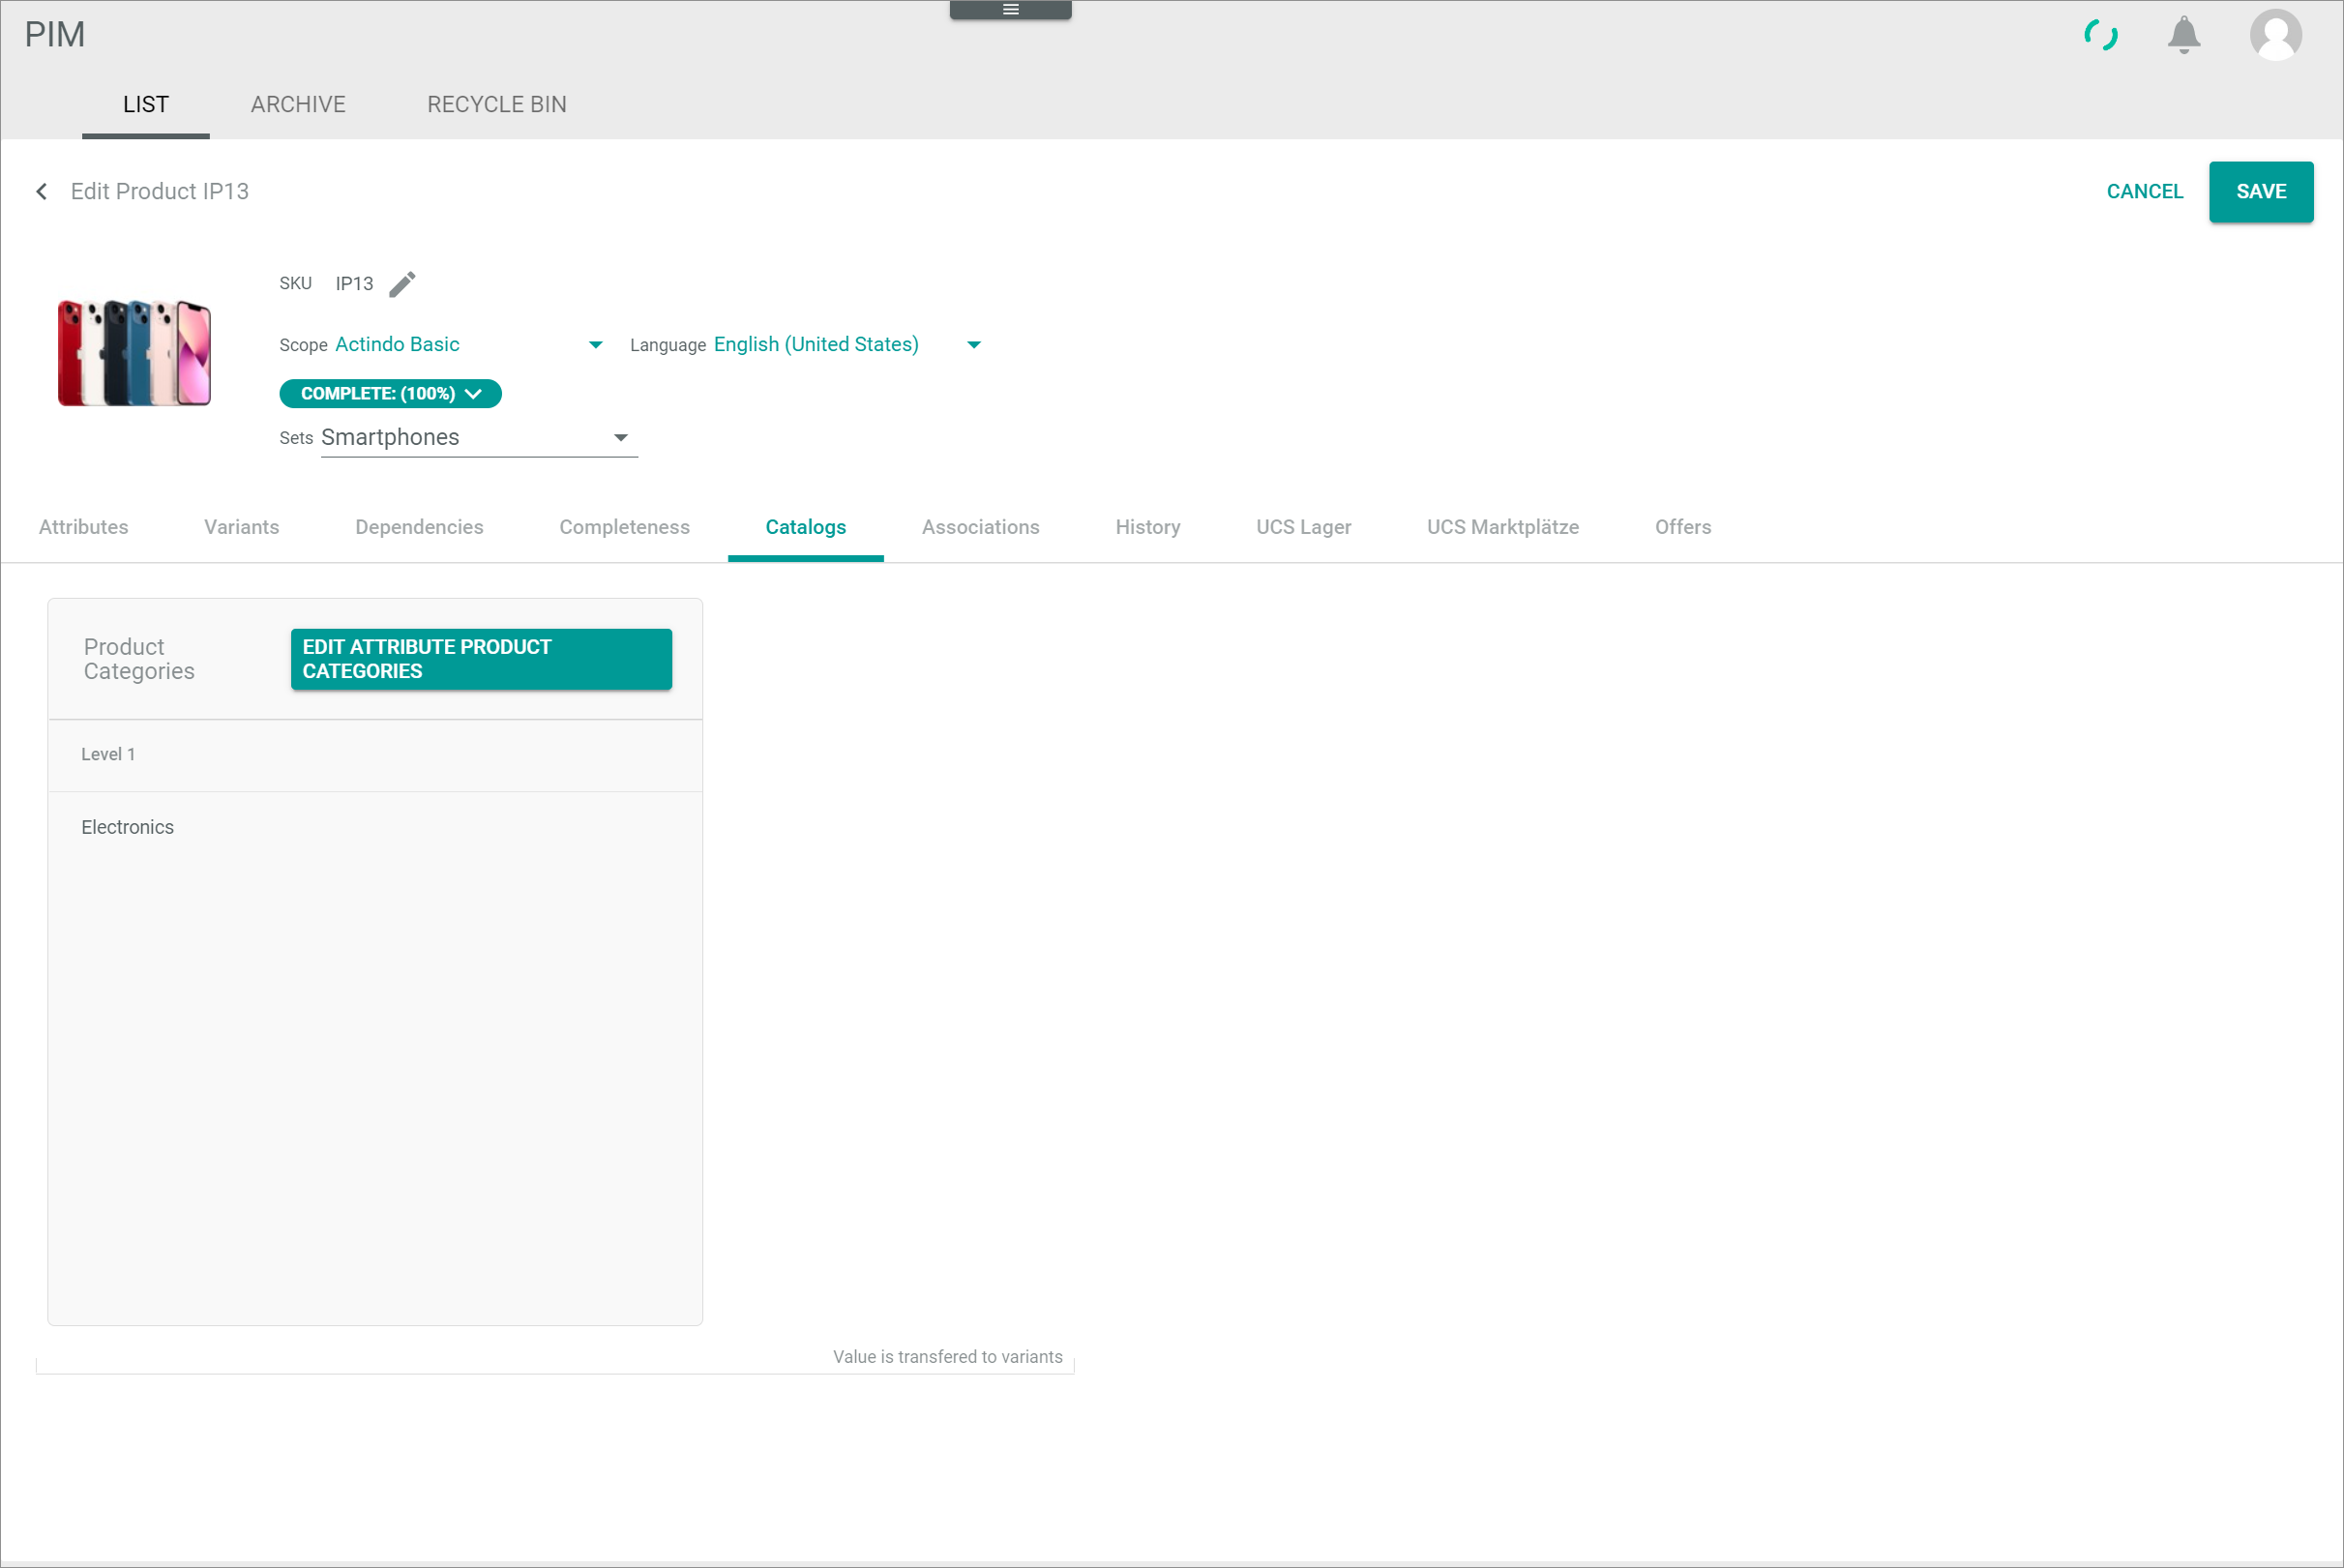 PIM
LIST ARCHIVE RECYCLE BIN
Edit Product IP13 CANCEL SAVE
SKU IP13
Scope Actindo Basic Language English (United States)
COMPLETE: (100%)
Sets Smartphones
Attributes Variants Dependencies Completeness Catalogs Associations History UCS Lager UCS Marktplätze Offers
Product
Categories
EDIT ATTRIBUTE PRODUCT
CATEGORIES
Level 1
Electronics
Value is transfered to variants